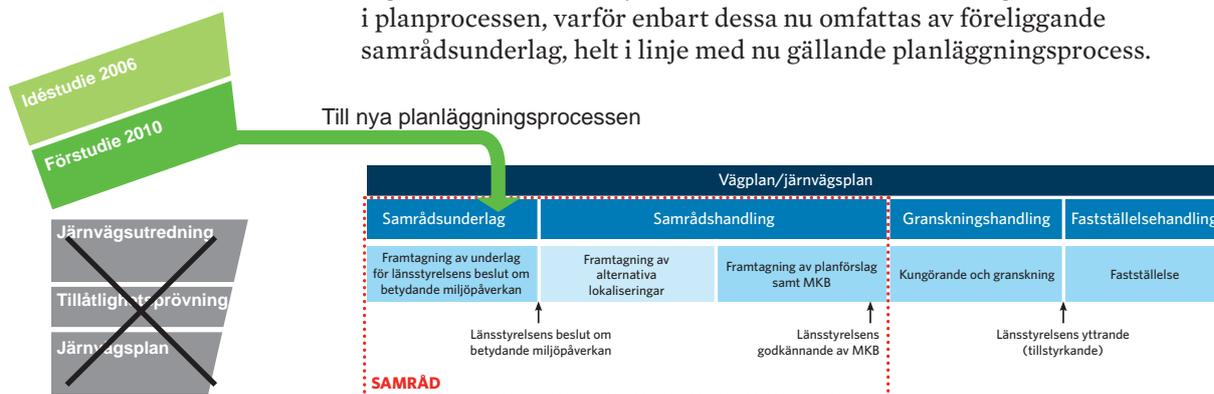 i planprocessen, varför enbart dessa nu omfattas av föreliggande
samrådsunderlag, helt i linje med nu gällande planläggningsprocess.
Idéstudie 2006
Förstudie 2010
Till nya planläggningsprocessen
Järnvägsutredning
Tillåtlighetsprövning
Järnvägsplan
Vägplan/järnvägsplan
Samrådsunderlag
Samrådshandling
Granskningshandling
Fastställelsehandling
Framtagning av underlag
för länsstyrelsens beslut om
betydande miljöpåverkan
Framtagning av
alternativa
lokaliseringar
Framtagning av planförslag
samt MKB
Kungörande och granskning
Fastställelse
Länsstyrelsens beslut om
betydande miljöpåverkan
Länsstyrelsens
godkännande av MKB
Länsstyrelsens yttrande
(tillstyrkande)
SAMRÅD